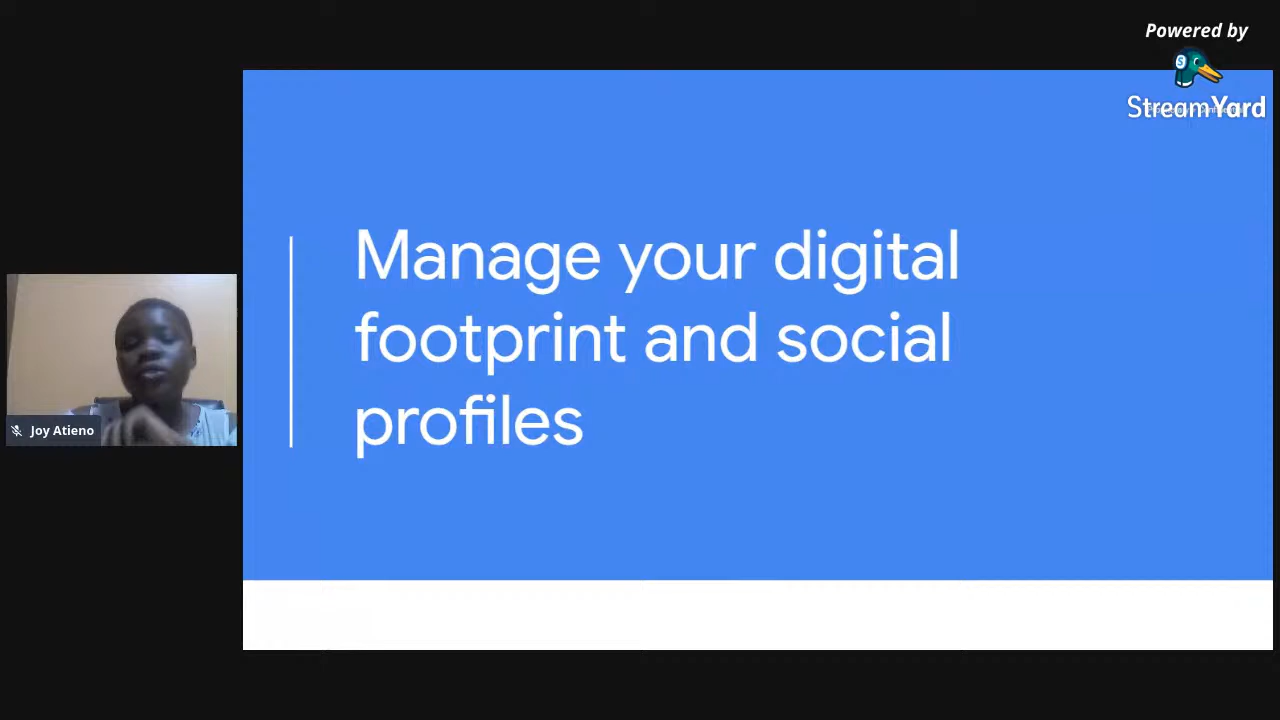 Powered by
StreamYard
Manage your digital
footprint and social
profiles
Joy Atieno